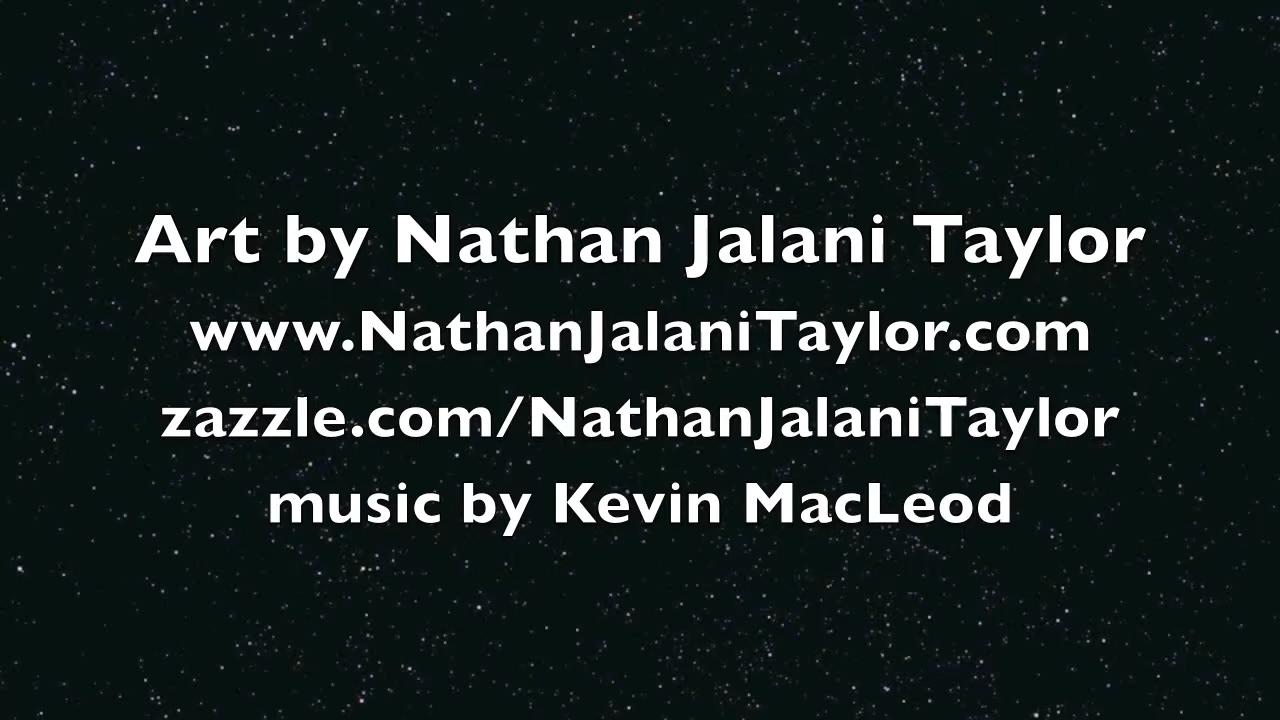 Art by Nathan Jalani Taylor
www.NathanJalaniTaylor.com
zazzle.com/NathanJalaniTaylor
music by Kevin MacLeod